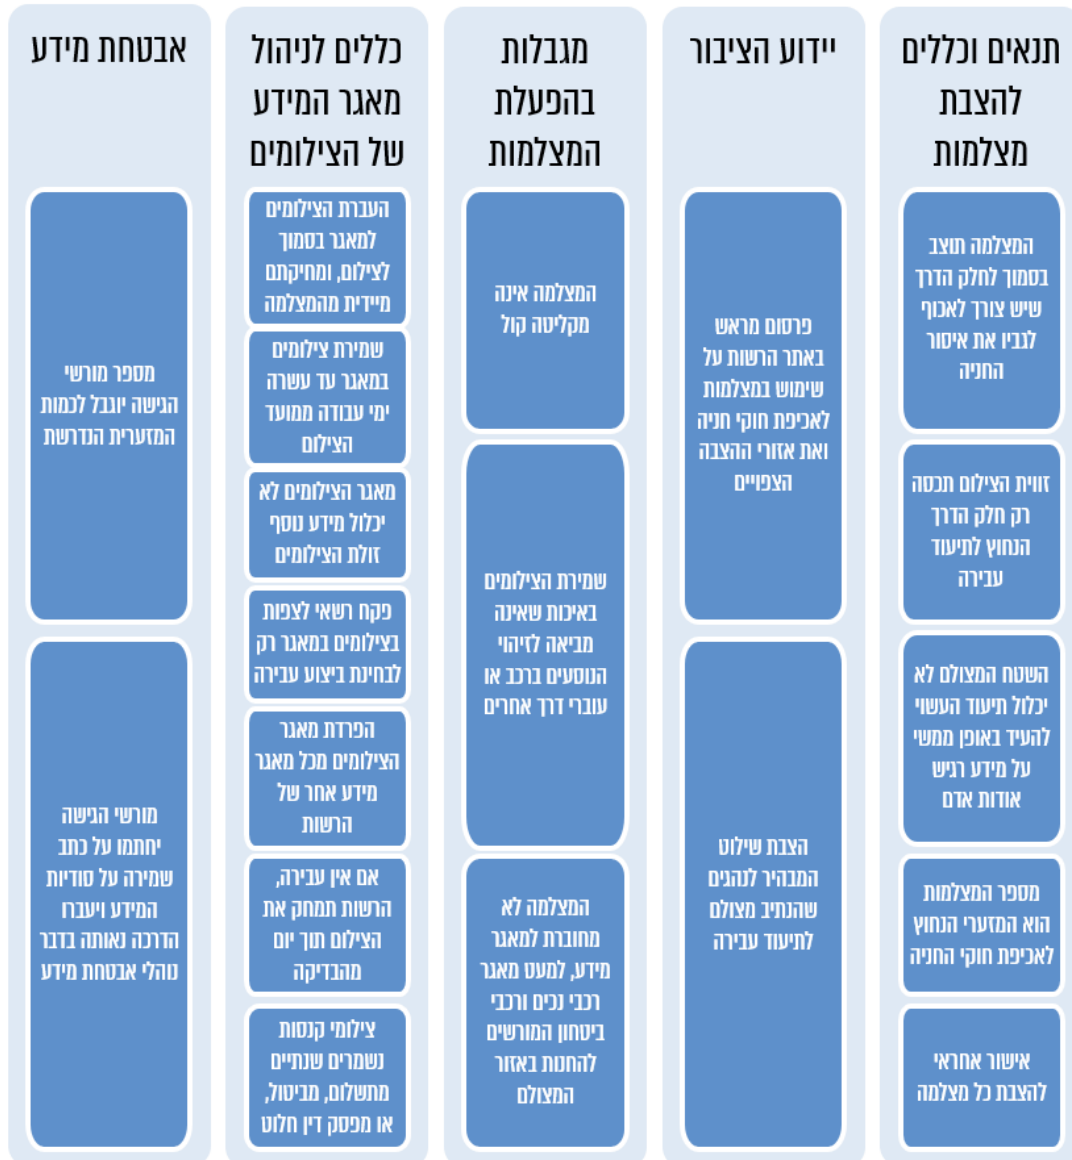 תנאים וכללים
להצבת
מצלמות
המצלמה תוצב
בסמוך לחלק הדרך
שיש צורך לאכוף
לגביו את איסור
החניה
זווית הצילום תכסה
רק חלק הדרך
הנחוץ לתיעוד
עבירה
השטח המצולם לא
יכלול תיעוד העשוי
להעיד באופן ממשי
על מידע רגיש
אודות אדם
מספר המצלמות
הוא המזערי הנחוץ
לאכיפת חוקי החניה
אישור אחראי
להצבת כל מצלמה
יידוע הציבור
פרסום מראש
באתר הרשות על
שימוש במצלמות
לאכיפת חוקי חניה
ואת אזורי ההצבה
הצפויים
הצבת שילוט
המבהיר לנהגים
שהנתיב מצולם
לתיעוד עבירה
מגבלות
בהפעלת
המצלמות
המצלמה אינה
מקליטה קול
שמירת הצילומים
באיכות שאינה
מביאה לזיהוי
הנוסעים ברכב או
עוברי דרך אחרים
המצלמה לא
מחוברת למאגר
מידע, למעט מאגר
רכבי נכים ורכבי
ביטחון המורשים
להחנות באזור
המצולם
כללים לניהול
מאגר המידע
של הצילומים
העברת הצילומים
למאגר בסמוך
לצילום, ומחיקתם
מיידית מהמצלמה
שמירת צילומים
במאגר עד עשרה
ימי עבודה ממועד
הצילום
מאגר הצילומים לא
יכלול מידע נוסף
זולת הצילומים
פקח רשאי לצפות
בצילומים במאגר רק
לבחינת ביצוע עבירה
הפרדת מאגר
הצילומים מכל מאגר
מידע אחר של
הרשות
אם אין עבירה,
הרשות תמחק את
הצילום תוך יום
מהבדיקה
צילומי קנסות
נשמרים שנתיים
מתשלום, מביטול,
או מפסק דין חלוט
אבטחת מידע
מספר מורשי
הגישה יוגבל לכמות
המזערית הנדרשת
מורשי הגישה
יחתמו על כתב
שמירה על סודיות
המידע ויעברו
הדרכה נאותה בדבר
נוהלי אבטחת מידע